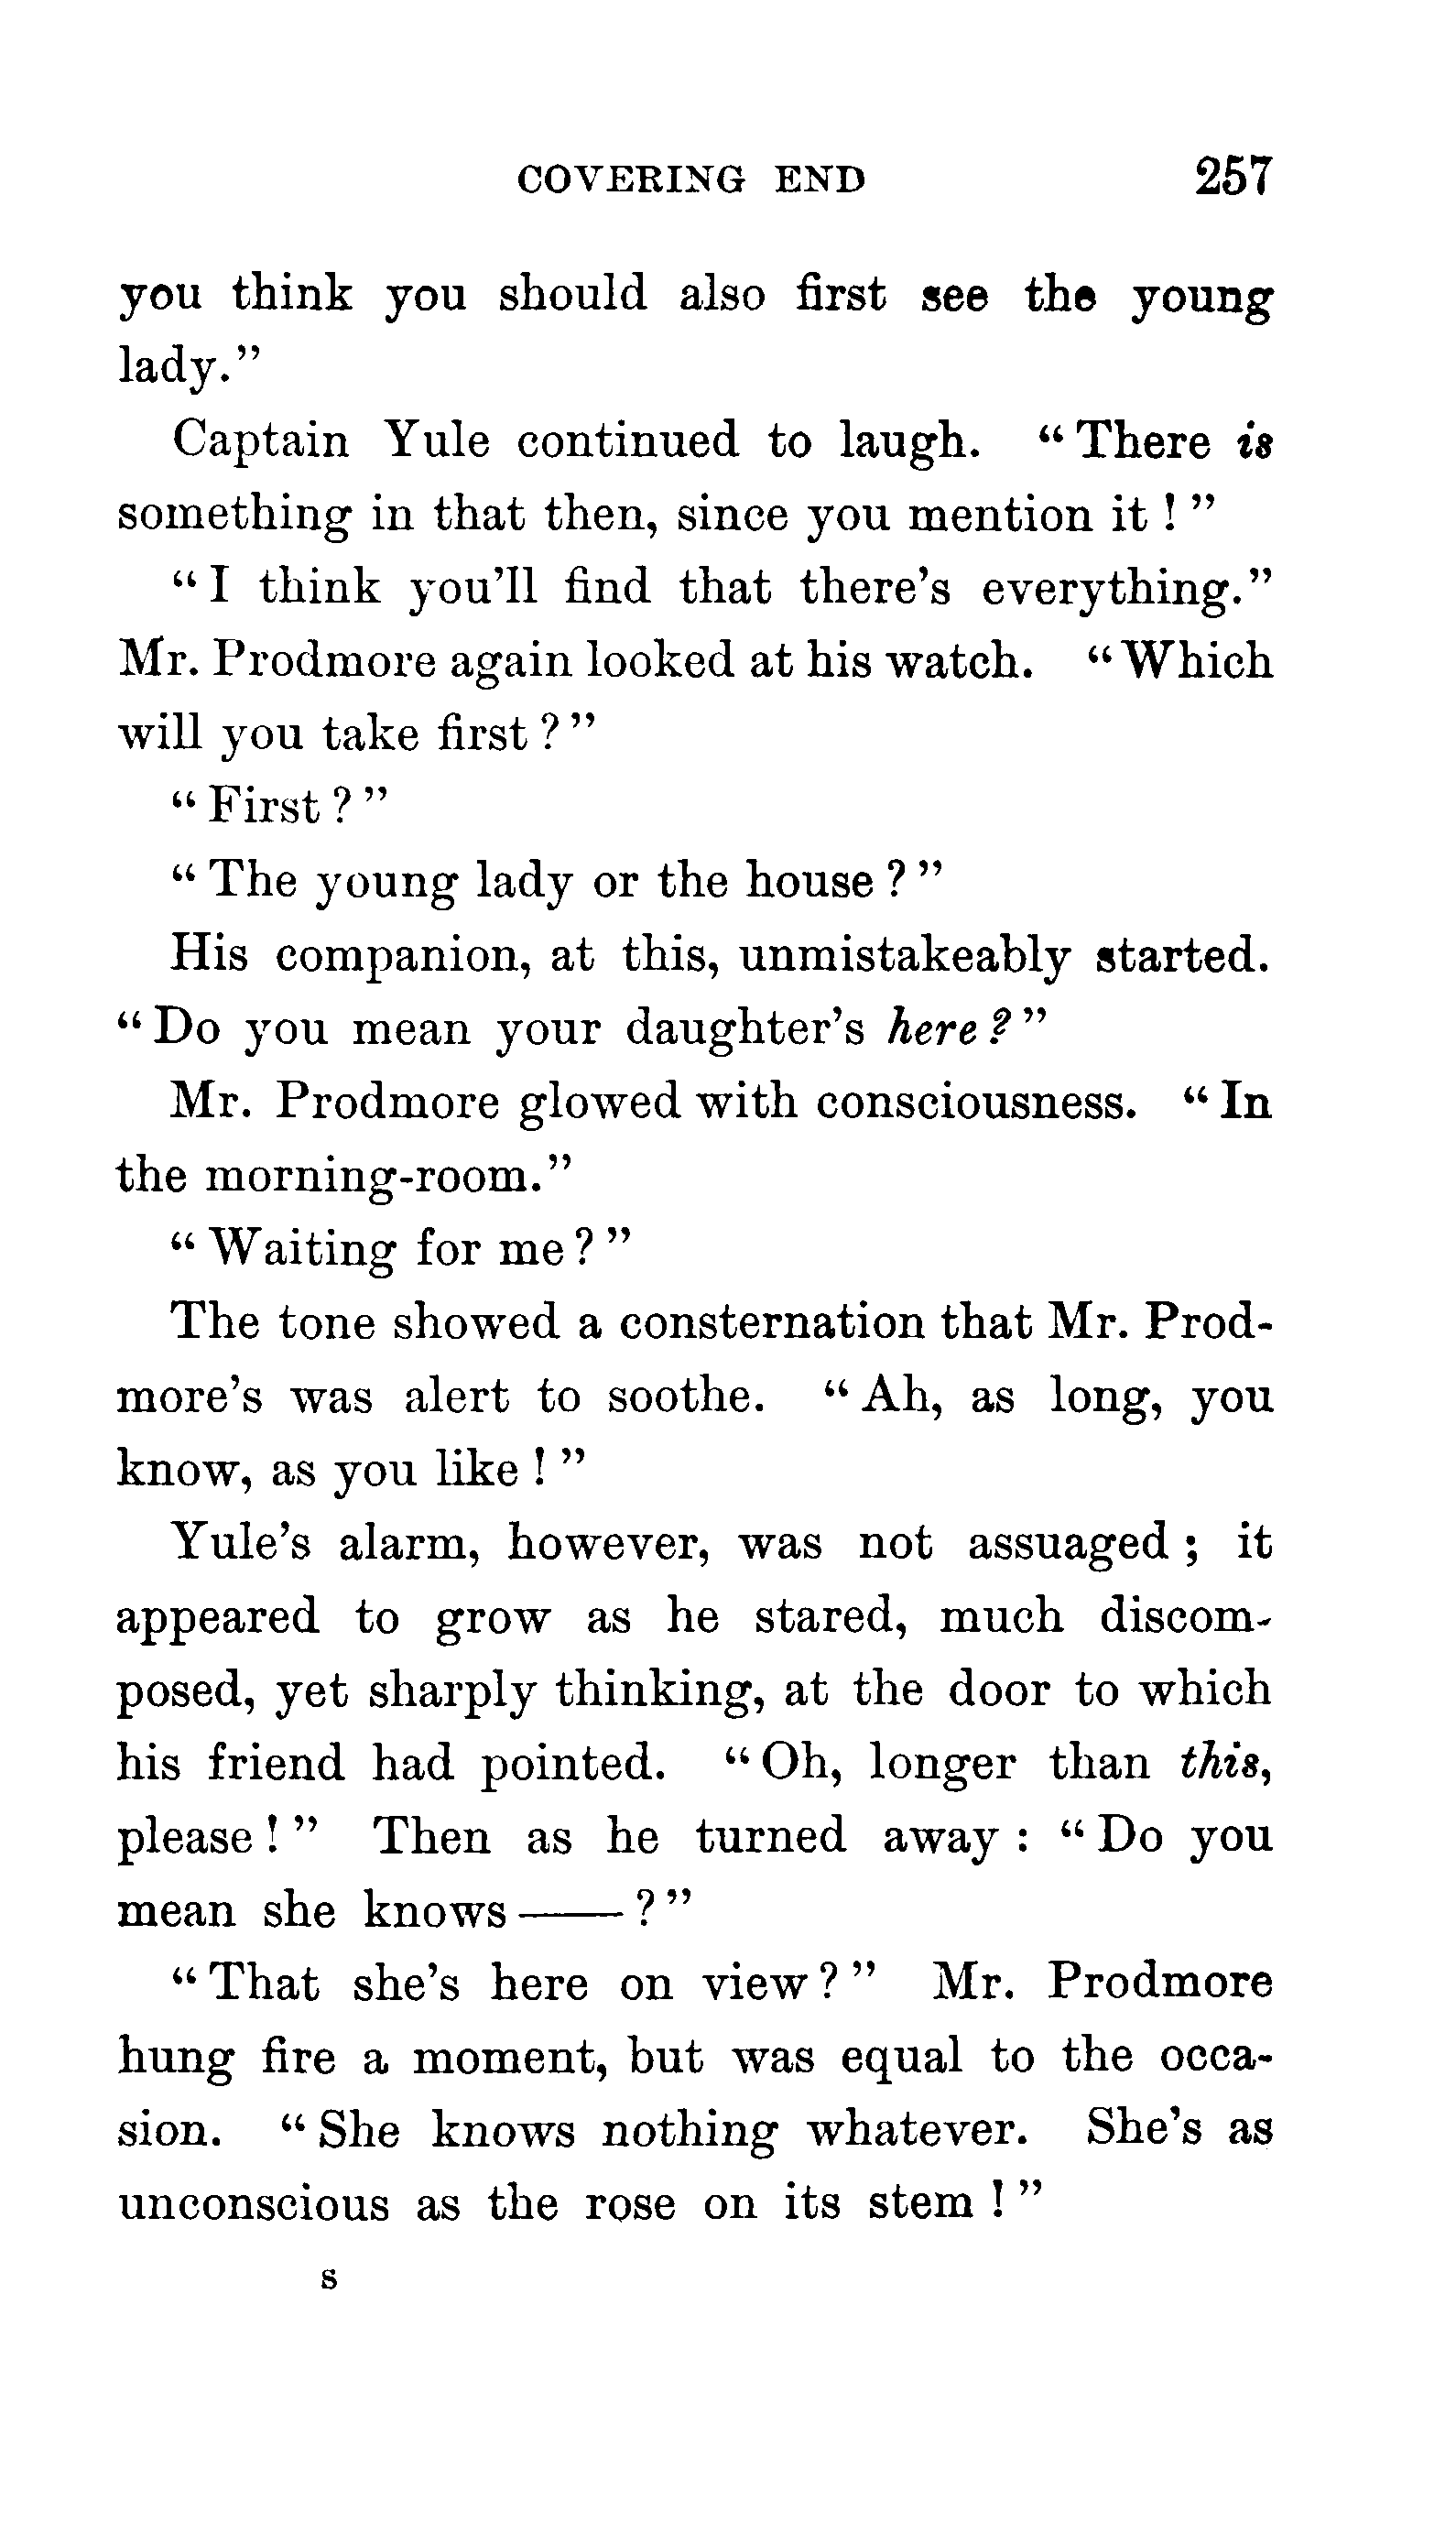 COVERING END 257
you think you should also first see the young
lady."
Captain Yule continued to laugh. "There is
something in that then, since you mention it!"
"I think you'll find that there's everything."
Mr. Prodmore again looked at his watch. "Which
will you take first?"
"First?"
"The young lady or the house?"
His companion, at this, unmistakeably started.
"Do you mean your daughter's here?"
Mr. Prodmore glowed with consciousness. "In
the morning-room."
"Waiting for me?"
The tone showed a consternation that Mr. Prod-
more's was alert to soothe. "Ah, as long, you
know, as you like!"
Yule's alarm, however, was not assuaged; it
appeared to grow as he stared, much discom-
posed, yet sharply thinking, at the door to which
his friend had pointed. "Oh, longer than this,
please!" Then as he turned away: "Do you
mean she knows——?"
"That she's here on view?" Mr. Prodmore
hung fire a moment, but was equal to the occa-
sion. "She knows nothing whatever. She's as
unconscious as the rose on its stem!"
s